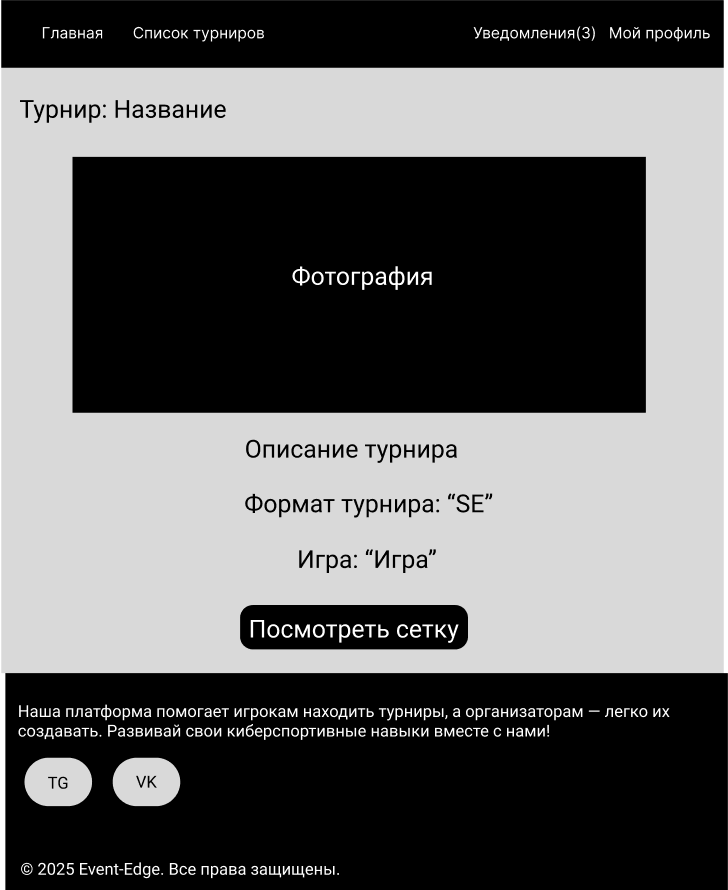 Главная Список турниров Уведомления(3) Мой профиль
Турнир: Название
Фотография
Описание турнира
Формат турнира: “SE”
Игра: “Игра”
Посмотреть сетку
Наша платформа помогает игрокам находить турниры, а организаторам — легко их
создавать. Развивай свои киберспортивные навыки вместе с нами!
TG VK
© 2025 Event-Edge. Все права защищены.